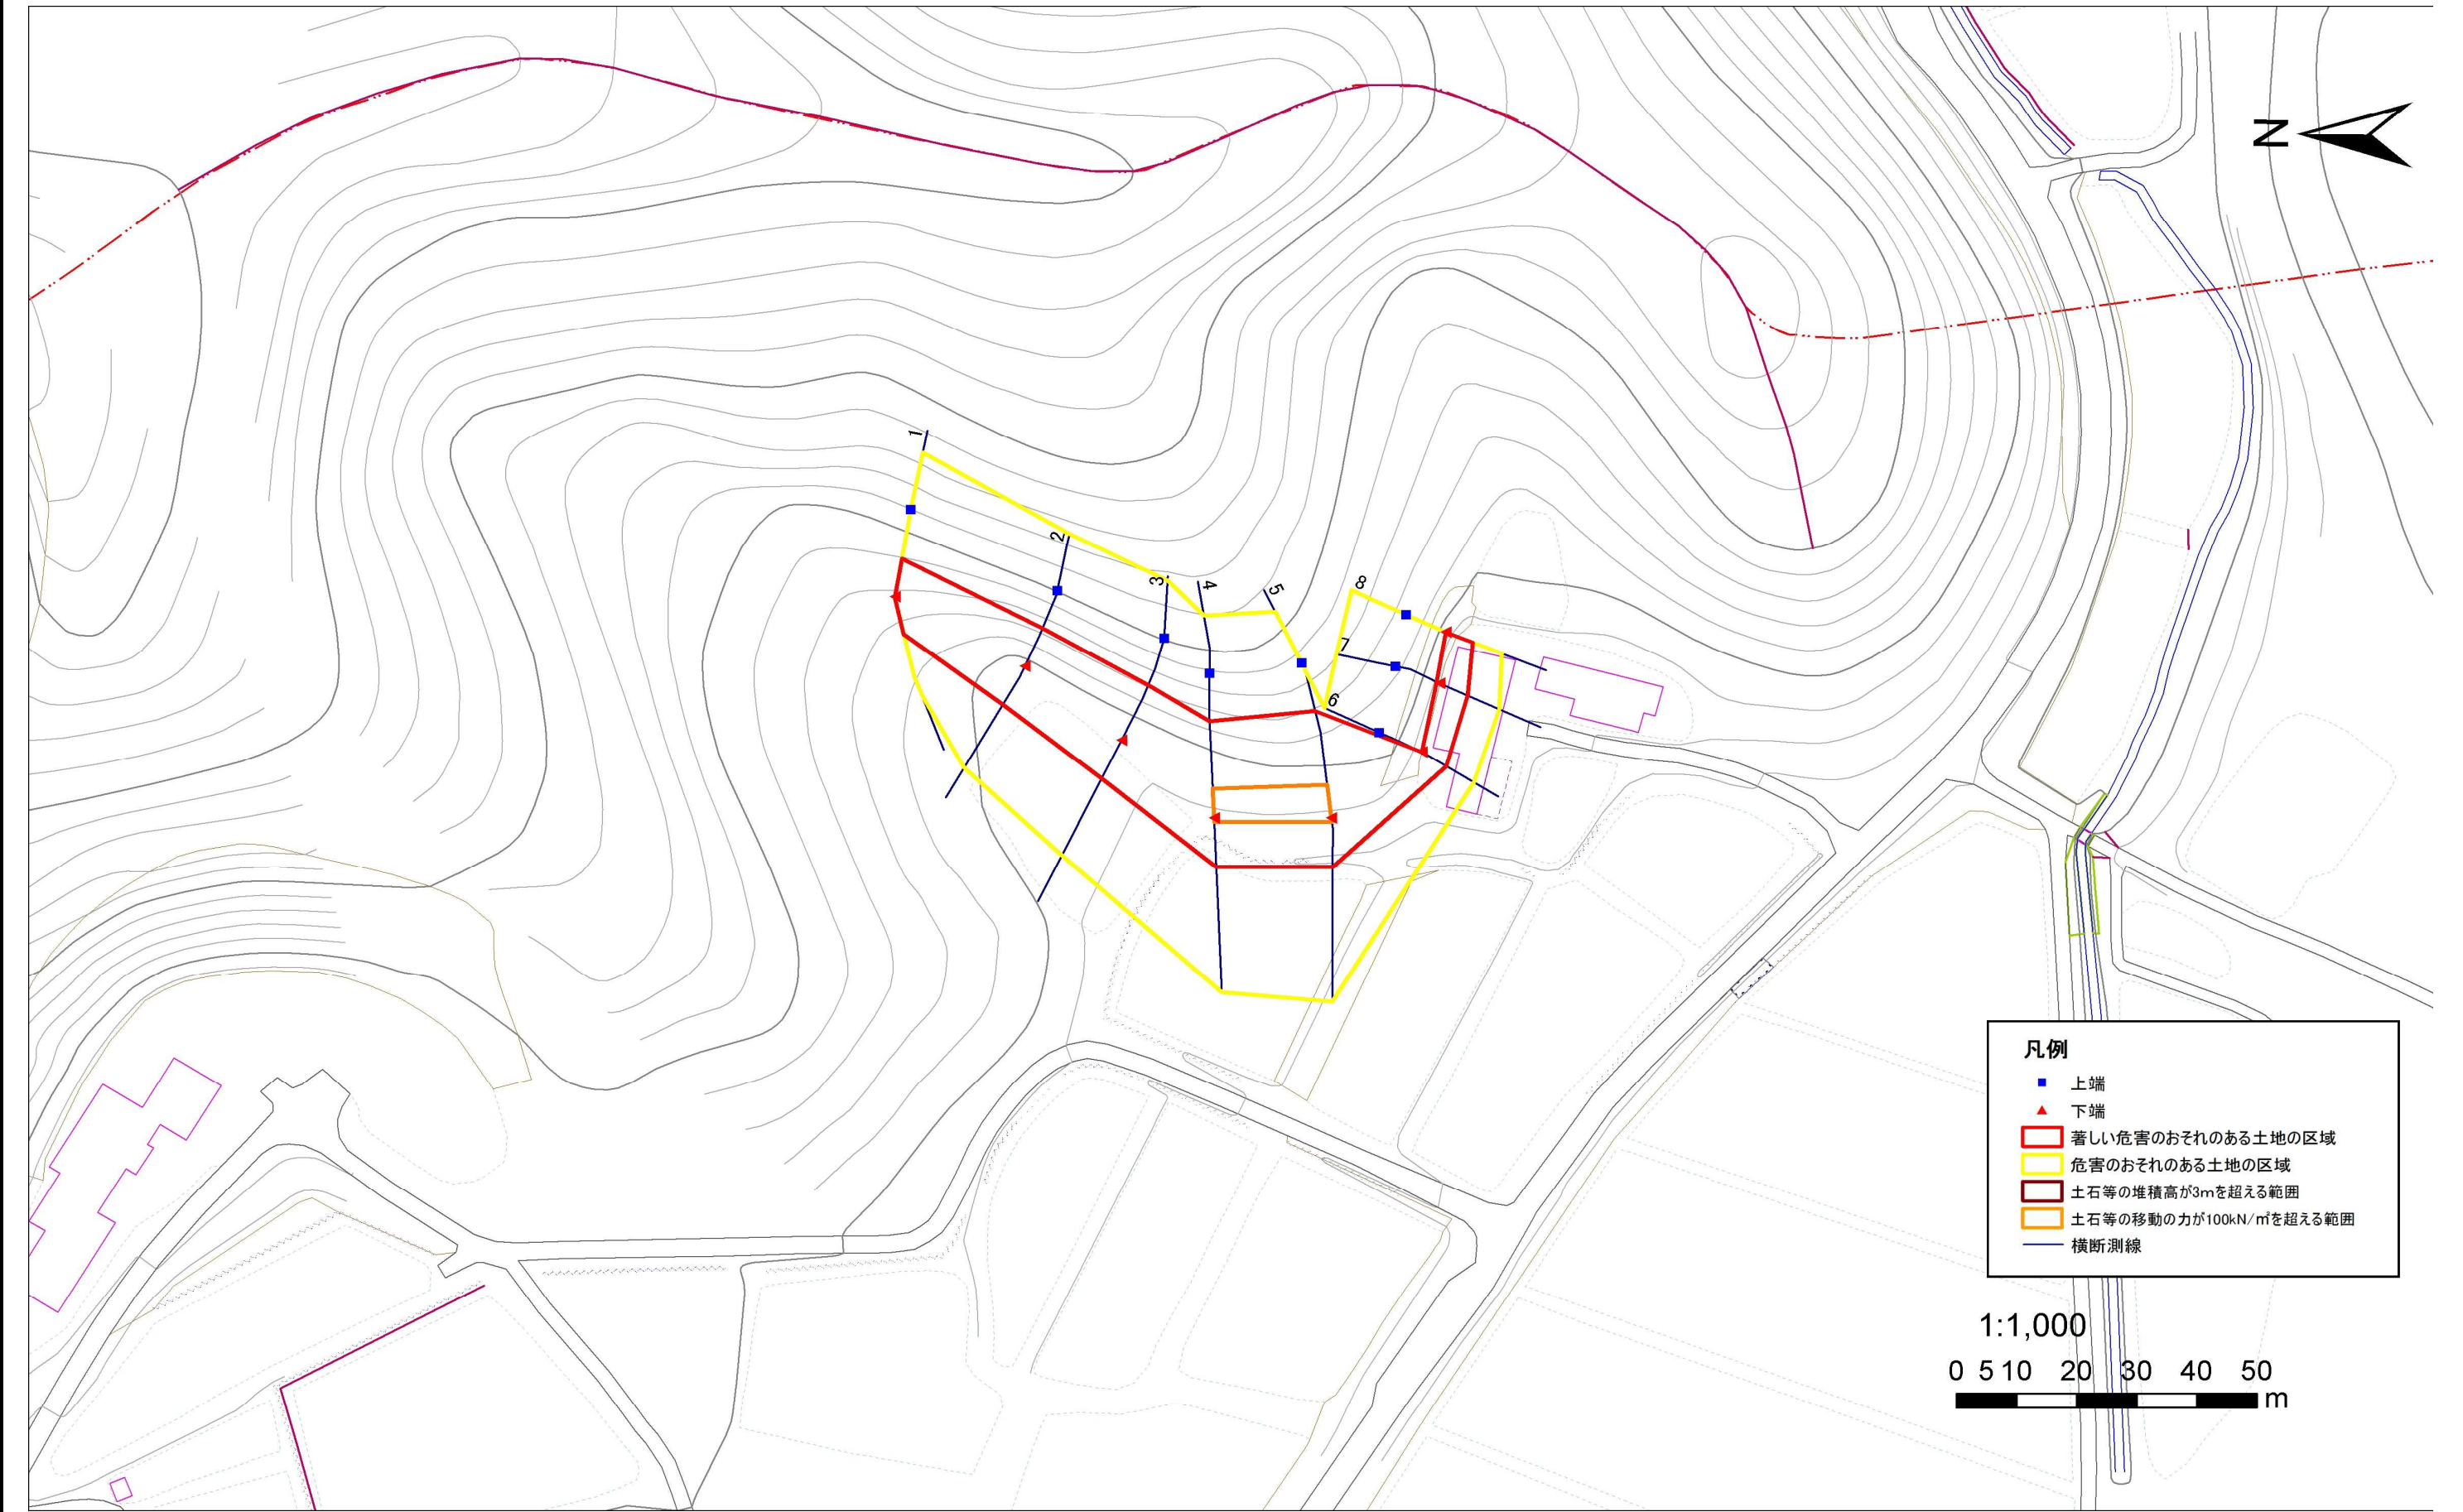 N
1
2
3
4
5
8
7
6
凡例
上端
下端
著しい危害のおそれのある土地の区域
危害のおそれのある土地の区域
土石等の堆積高が3mを超える範囲
土石等の移動の力が100kN/㎡を超える範囲
横断測線
1:1,000
0 5 10 20 30 40 50
m